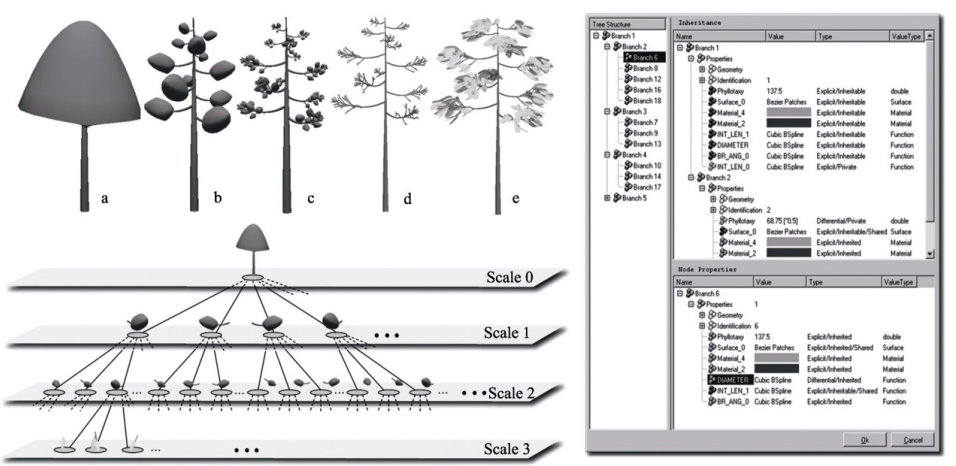 a b c d e
Scale 0
Scale 1
Scale 2
Scale 3
Tree Structure
Branch 1
Branch 2
Branch 6
Branch 8
Branch 12
Branch 16
Branch 18
Branch 3
Branch 7
Branch 9
Branch 13
Branch 4
Branch 10
Branch 14
Branch 17
Branch 5
Inheritance
Name Value Type ValueType
Branch 1
Properties
Geometry
Identification 1
Phyllotaxy 137.5 Explicit/Inheritable double
Surface_0 Bezier Patches Explicit/Inheritable Surface
Material_4 Explicit/Inheritable Material
Material_2 Explicit/Inheritable Material
INT_LEN_1 Cubic BSpline Explicit/Inheritable Function
DIAMETER Cubic BSpline Explicit/Inheritable Function
BR_ANG_0 Cubic BSpline Explicit/Inheritable Function
INT_LEN_0 Cubic BSpline Explicit/Private Function
Branch 2
Properties
Geometry
Identification 2
Phyllotaxy 68.75 [*0.5] Differential/Private double
Surface_0 Bezier Patches Explicit/Inheritable/Shared Surface
Material_4 Explicit/Inherited Material
Material_2 Explicit/Inherited Material
Node Properties
Name Value Type ValueType
Branch 6
Properties 1
Geometry
Identification 6
Phyllotaxy 137.5 Explicit/Inherited double
Surface_0 Bezier Patches Explicit/Inherited/Shared Surface
Material_4 Explicit/Inherited Material
Material_2 Explicit/Inherited Material
DIAMETER Cubic BSpline Differential/Inherited Function
INT_LEN_1 Cubic BSpline Explicit/Inheritable/Shared Function
BR_ANG_0 Cubic BSpline Explicit/Inherited Function
Ok Cancel